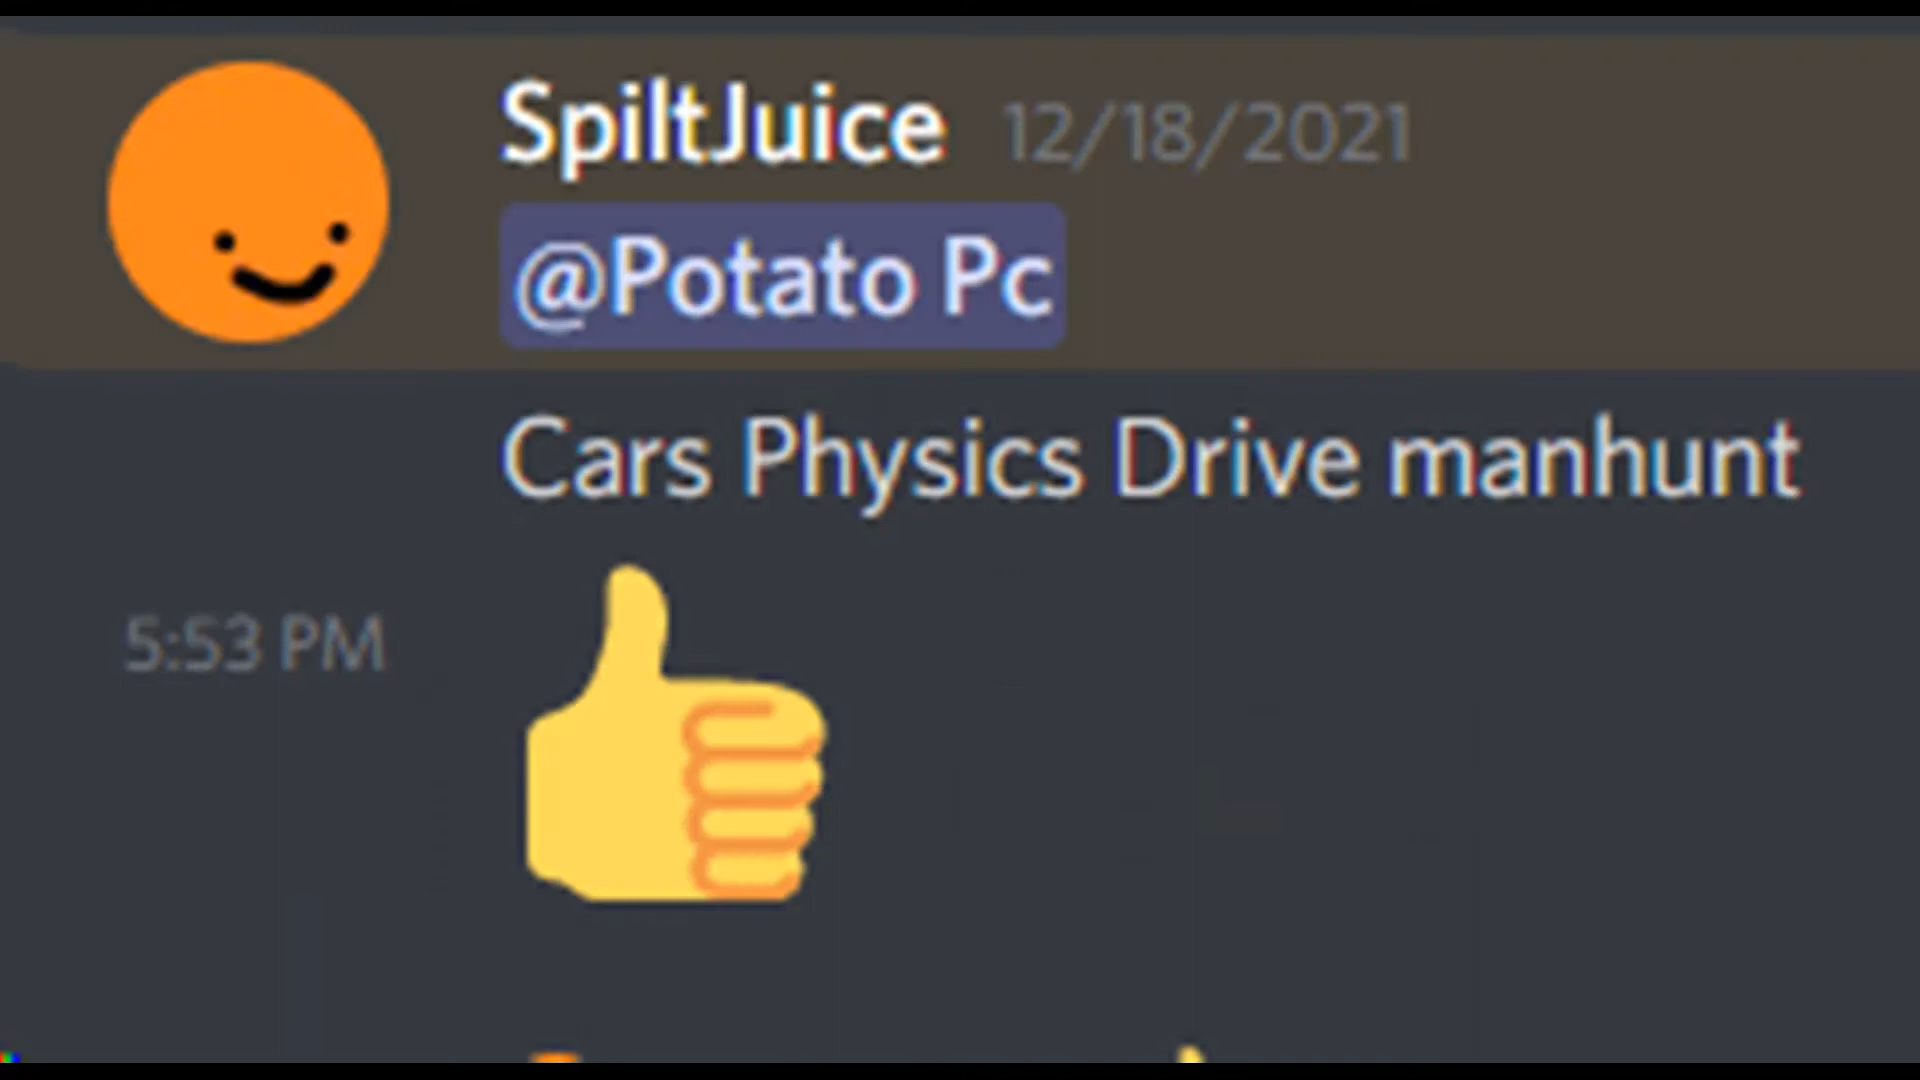 SpiltJuice 12/18/2021
@Potato Pc
Cars Physics Drive manhunt
5:53 PM